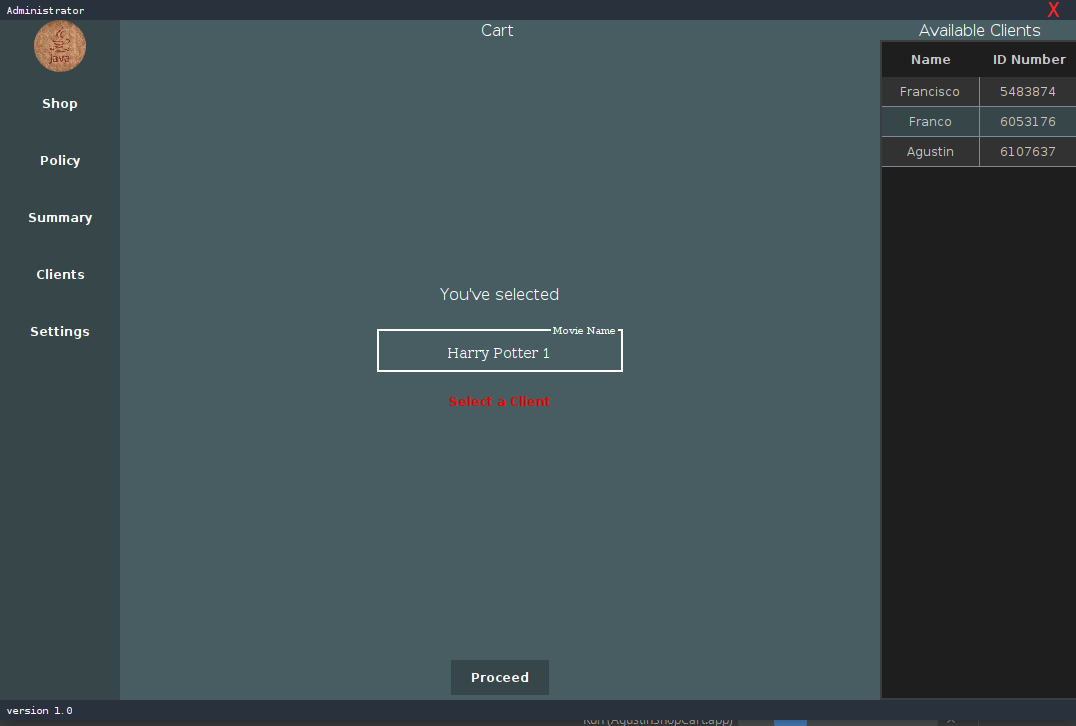 Administrator
X
Java
Shop
Policy
Summary
Clients
Settings
Cart
You've selected
Movie Name
Harry Potter 1
Select a Client
Proceed
Available Clients
Name ID Number
Francisco 5483874
Franco 6053176
Agustin 6107637
version 1.0
Run (AgustinShopCart.app)